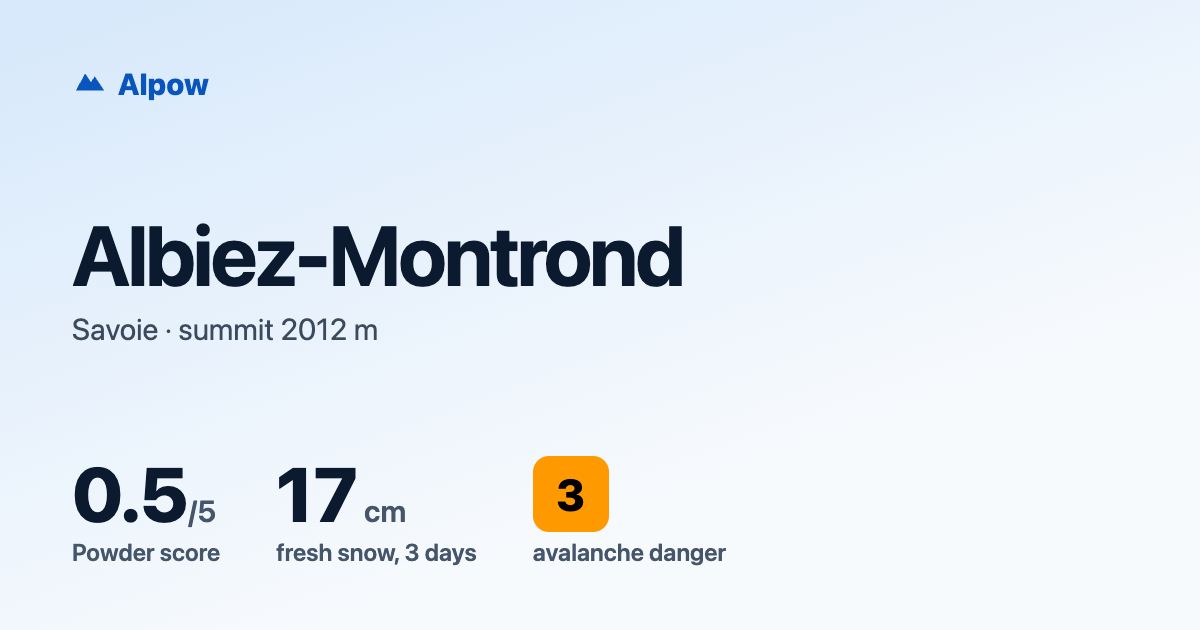 Alpow
Albiez-Montrond
Savoie · summit 2012 m
0.5/5
Powder score
17 cm
fresh snow, 3 days
3
avalanche danger